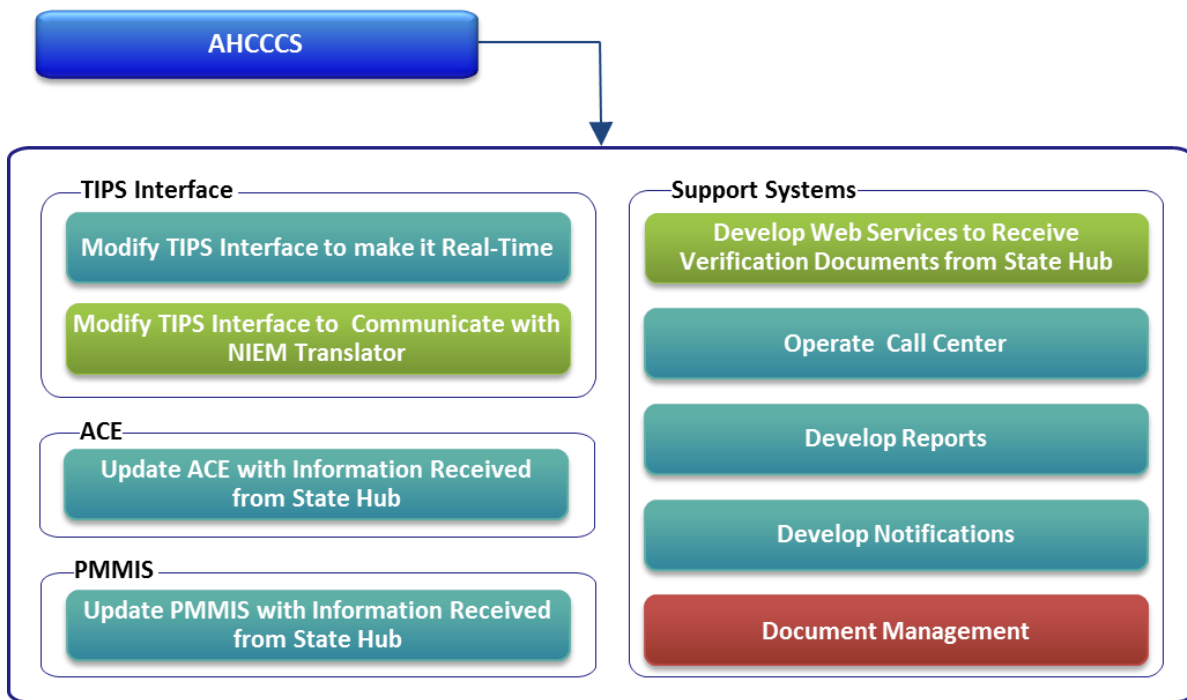 AHCCCS
TIPS Interface
Modify TIPS Interface to make it Real-Time
Modify TIPS Interface to Communicate with
NIEM Translator
ACE
Update ACE with Information Received
from State Hub
PMMIS
Update PMMIS with Information Received
from State Hub
Support Systems
Develop Web Services to Receive
Verification Documents from State Hub
Operate Call Center
Develop Reports
Develop Notifications
Document Management